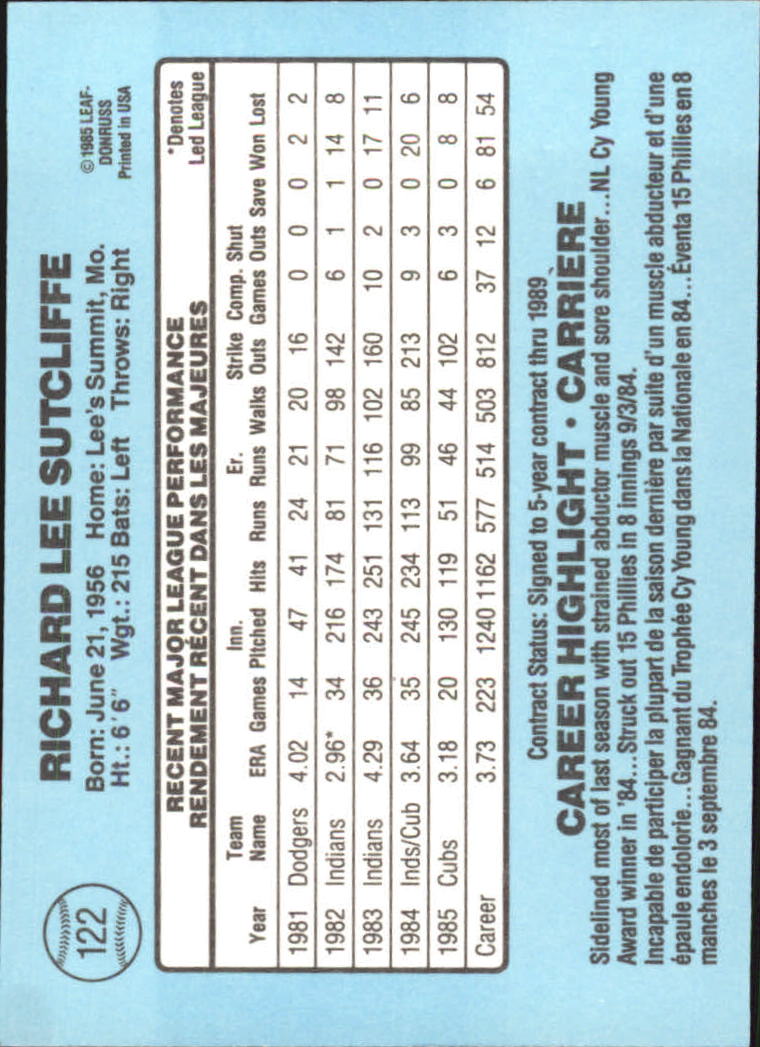 122
RICHARD LEE SUTCLIFFE
Born: June 21, 1956 Home: Lee's Summit, Mo.
Ht.: 6'6" Wgt.: 215 Bats: Left Throws: Right
©1985 LEAF-
DONRUSS
Printed in USA
RECENT MAJOR LEAGUE PERFORMANCE
RENDEMENT RÉCENT DANS LES MAJEURES
*Denotes
Led League
Team Inn. Er. Strike Comp. Shut
Year Name ERA Games Pitched Hits Runs Runs Walks Outs Games Outs Save Won Lost
1981 Dodgers 4.02 14 47 41 24 21 20 16 0 0 0 2 2
1982 Indians 2.96* 34 216 174 81 71 98 142 6 1 1 14 8
1983 Indians 4.29 36 243 251 131 116 102 160 10 2 0 17 11
1984 Inds/Cub 3.64 35 245 234 113 99 85 213 9 3 0 20 6
1985 Cubs 3.18 20 130 119 51 46 44 102 6 3 0 8 8
Career 3.73 223 1240 1162 577 514 503 812 37 12 6 81 54
Contract Status: Signed to 5-year contract thru 1989
CAREER HIGHLIGHT • CARRIÈRE
Sidelined most of last season with strained abductor muscle and sore shoulder...NL Cy Young
Award winner in '84...Struck out 15 Phillies in 8 innings 9/3/84.
Incapable de participer la plupart de la saison dernière par suite d'un muscle abducteur et d'une
épaule endolorie...Gagnant du Trophée Cy Young dans la Nationale en 84...Éventa 15 Phillies en 8
manches le 3 septembre 84.